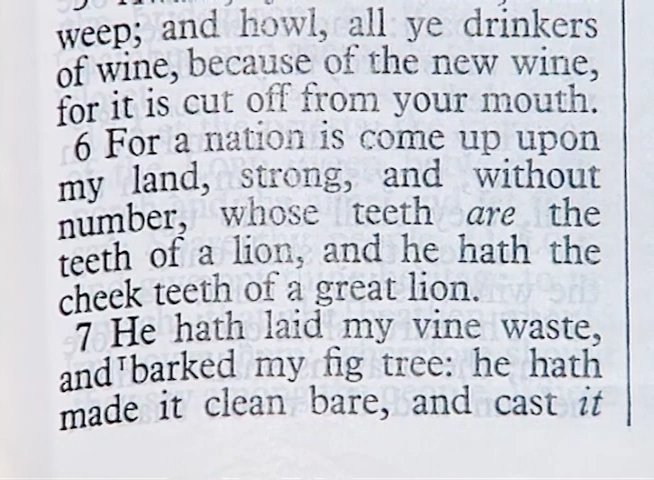 weep; and howl, all ye drinkers
of wine, because of the new wine,
for it is cut off from your mouth.
6 For a nation is come up upon
my land, strong, and without
number, whose teeth are the
teeth of a lion, and he hath the
cheek teeth of a great lion.
7 He hath laid my vine waste,
and barked my fig tree: he hath
made it clean bare, and cast it